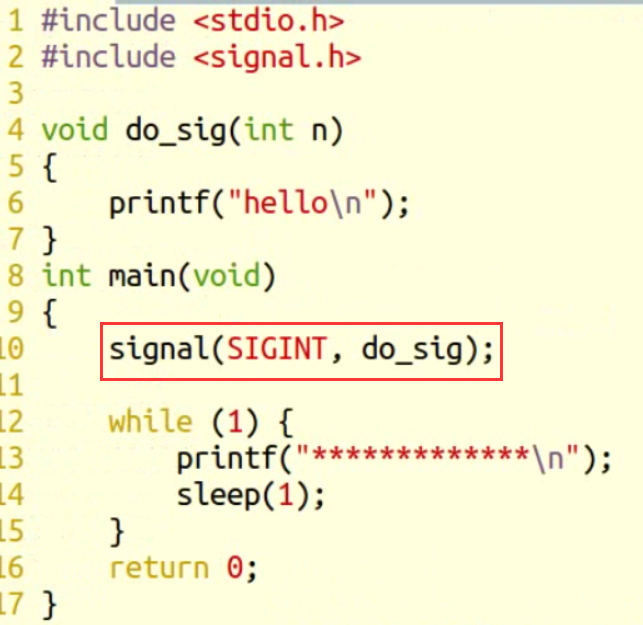 1 #include <stdio.h>
2 #include <signal.h>
3
4 void do_sig(int n)
5 {
6     printf("hello\n");
7 }
8 int main(void)
9 {
10     signal(SIGINT, do_sig);
11
12     while (1) {
13         printf("*************\n");
14         sleep(1);
15     }
16     return 0;
17 }